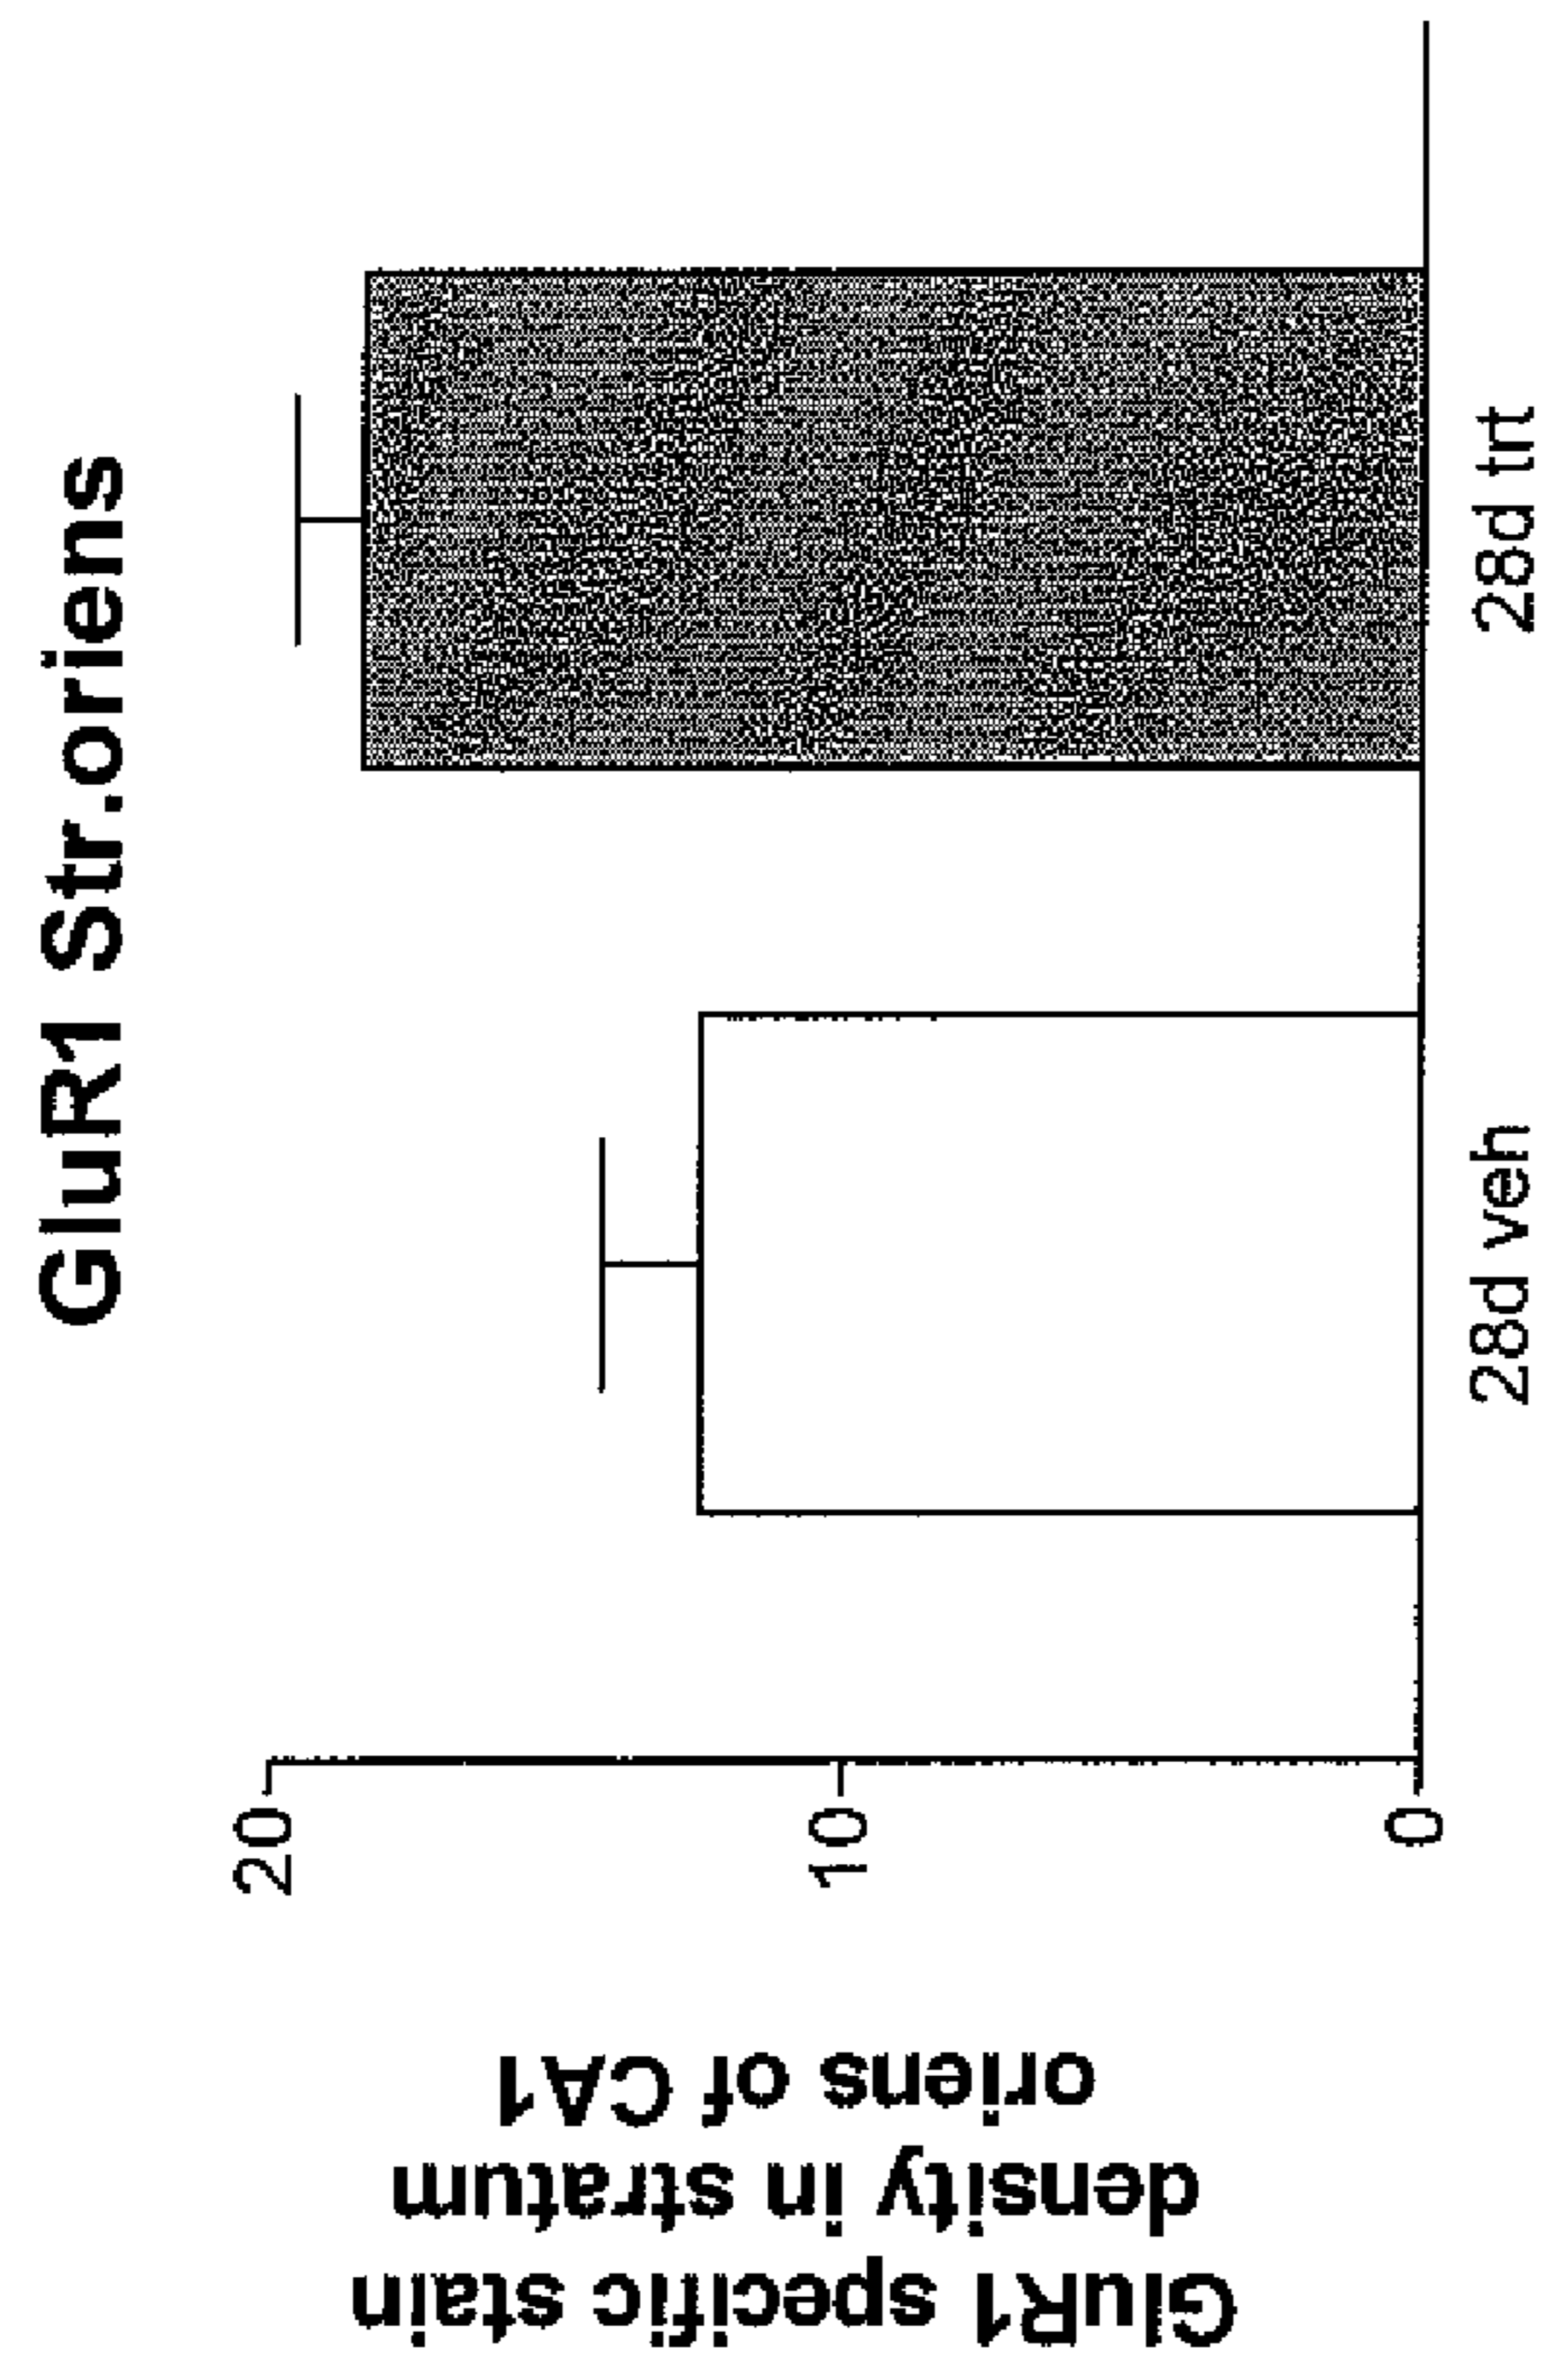 GluR1 Str.oriens
GluR1 specific stain
density in stratum
oriens of CA1
20
10
0
28d veh
28d trt